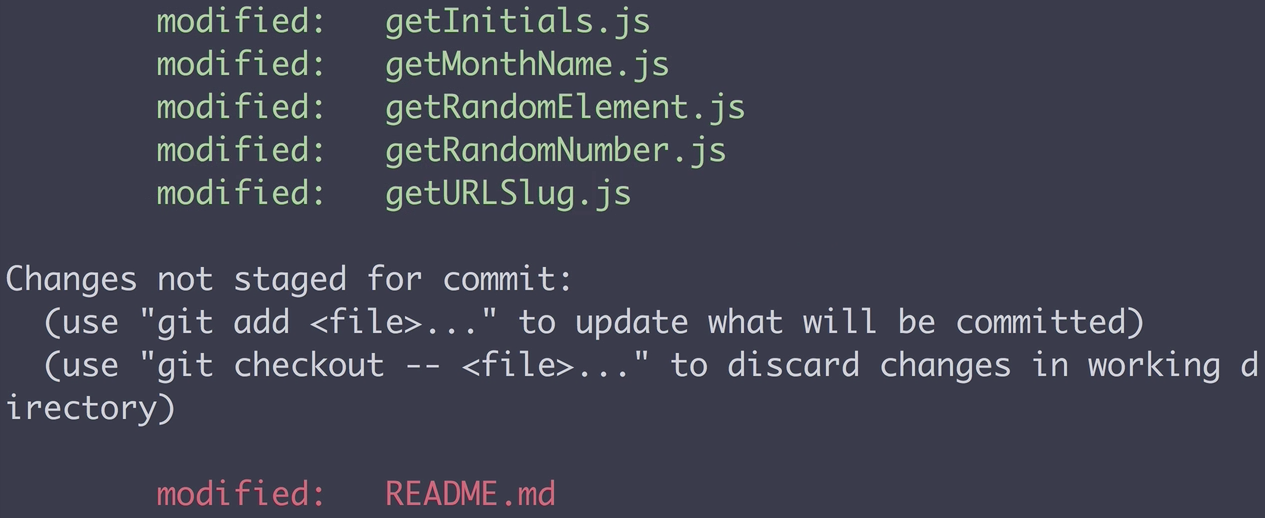 modified:   getInitials.js
modified:   getMonthName.js
modified:   getRandomElement.js
modified:   getRandomNumber.js
modified:   getURLSlug.js
Changes not staged for commit:
(use "git add <file>..." to update what will be committed)
(use "git checkout -- <file>..." to discard changes in working d
irectory)
modified:   README.md